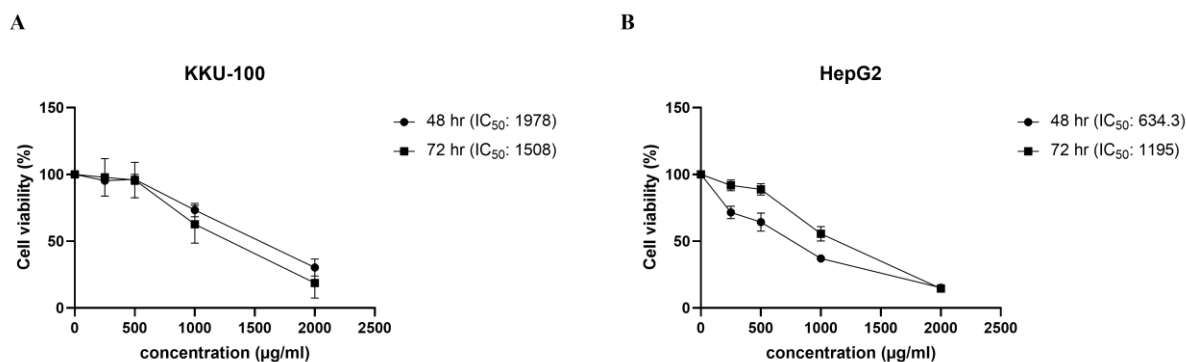 A
KKU-100
150
100
50
0
Cell viability (%)
0 500 1000 1500 2000 2500
concentration (µg/ml)
48 hr (IC50: 1978)
72 hr (IC50: 1508)
B
HepG2
150
100
50
0
Cell viability (%)
0 500 1000 1500 2000 2500
concentration (µg/ml)
48 hr (IC50: 634.3)
72 hr (IC50: 1195)